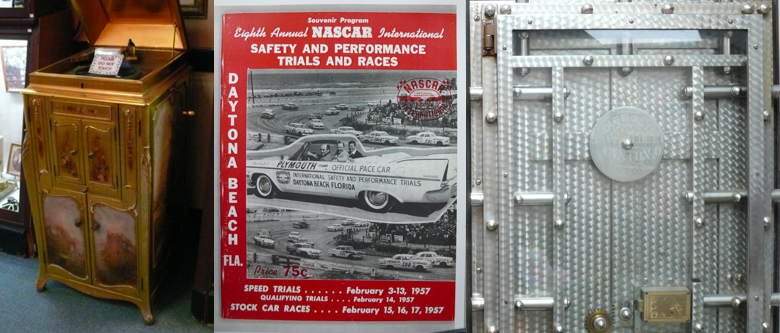 Souvenir Program
Eighth Annual NASCAR International
SAFETY AND PERFORMANCE
TRIALS AND RACES
DAYTONA BEACH FLA.
NASCAR
INTERNATIONAL
PLYMOUTH OFFICIAL PACE CAR
INTERNATIONAL SAFETY AND PERFORMANCE TRIALS
DAYTONA BEACH FLORIDA
Price 75c
SPEED TRIALS . . . . . . February 3-13, 1957
QUALIFYING TRIALS . . . . February 14, 1957
STOCK CAR RACES . . . . February 15, 16, 17, 1957